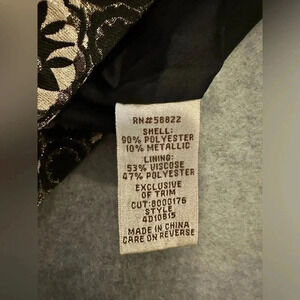 RN#58822
SHELL:
90% POLYESTER
10% METALLIC
LINING:
53% VISCOSE
47% POLYESTER
EXCLUSIVE
OF TRIM
CUT:8000176
STYLE
4D10815
MADE IN CHINA
CARE ON REVERSE